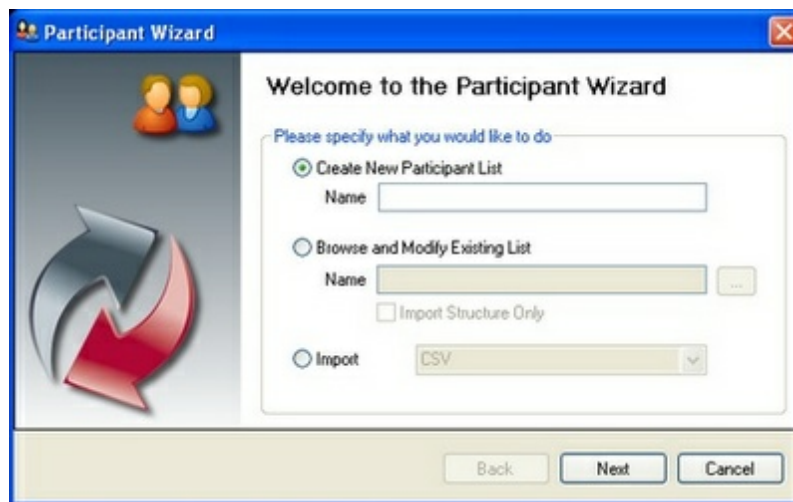 Participant Wizard
Welcome to the Participant Wizard
Please specify what you would like to do
Create New Participant List
Name
Browse and Modify Existing List
Name
...
Import Structure Only
Import
CSV
Back
Next
Cancel